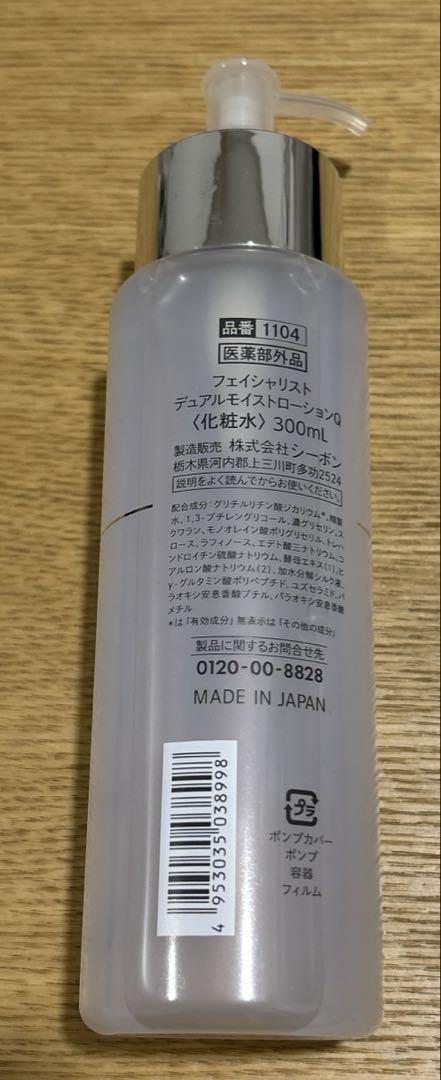 品番 1104
医薬部外品
フェイシャリスト
デュアルモイストローションQ
〈化粧水〉 300mL
製造販売 株式会社シーボン
栃木県河内郡上三川町多功2524
説明をよく読んでからお使いください。
配合成分：グリチルリチン酸ジカリウム*、精製
水、1,3-ブチレングリコール、濃グリセリン、ス
クワラン、モノオレイン酸ポリグリセリル、トレハ
ロース、ラフィノース、エデト酸三ナトリウム、コ
ンドロイチン硫酸ナトリウム、酵母エキス(1)、ヒ
アルロン酸ナトリウム(2)、加水分解シルク液、
γ-グルタミン酸ポリペプチド、ユズセラミド、パ
ラオキシ安息香酸ブチル、パラオキシ安息香酸
メチル
*は「有効成分」無表示は「その他の成分」
製品に関するお問合せ先
0120-00-8828
MADE IN JAPAN
4 953035 038998
プラ
ポンプカバー
ポンプ
容器
フィルム